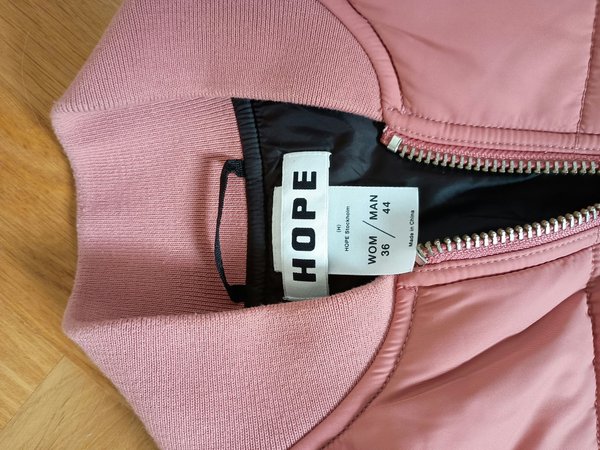 HOPE
(H)
HOPE Stockholm
WOM / MAN
36 / 44
Made in China